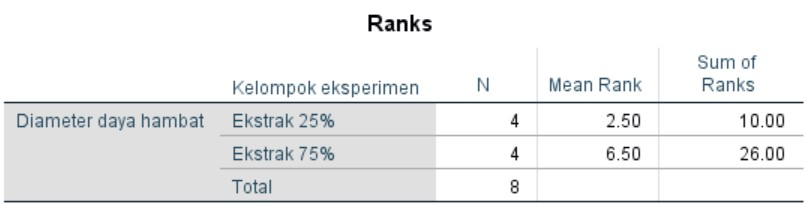 Ranks
Kelompok eksperimen N Mean Rank Sum of Ranks
Diameter daya hambat Ekstrak 25% 4 2.50 10.00
Ekstrak 75% 4 6.50 26.00
Total 8